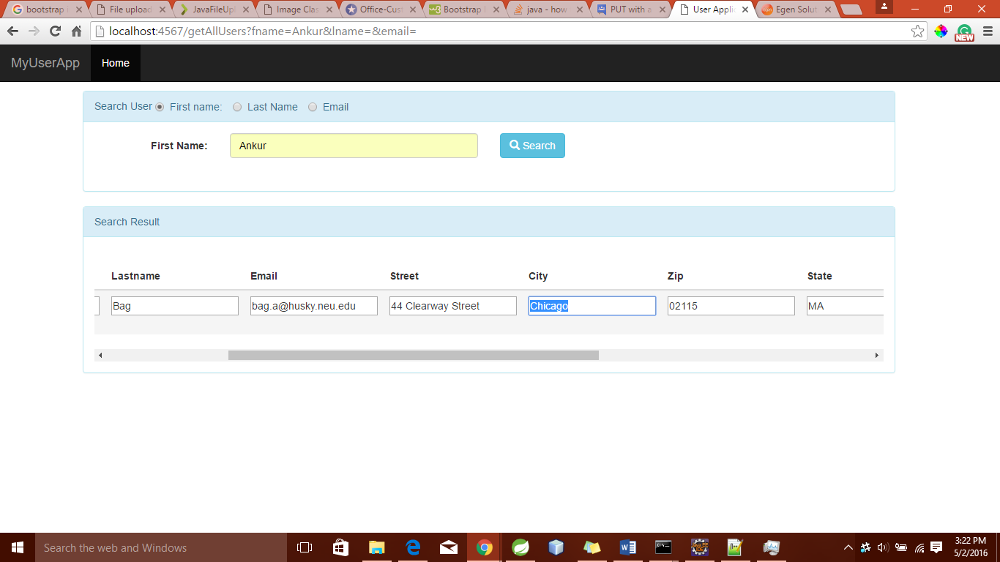 bootstrap
File upload
JavaFileUpl
Image Clas
Office-Cust
Bootstrap
java - how
PUT with a
User Applic
Egen Solut
localhost:4567/getAllUsers?fname=Ankur&lname=&email=
NEW
MyUserApp Home
Search User First name: Last Name Email
First Name: Ankur Search
Search Result
Lastname Email Street City Zip State
Bag bag.a@husky.neu.edu 44 Clearway Street Chicago 02115 MA
Search the web and Windows
3:22 PM
5/2/2016